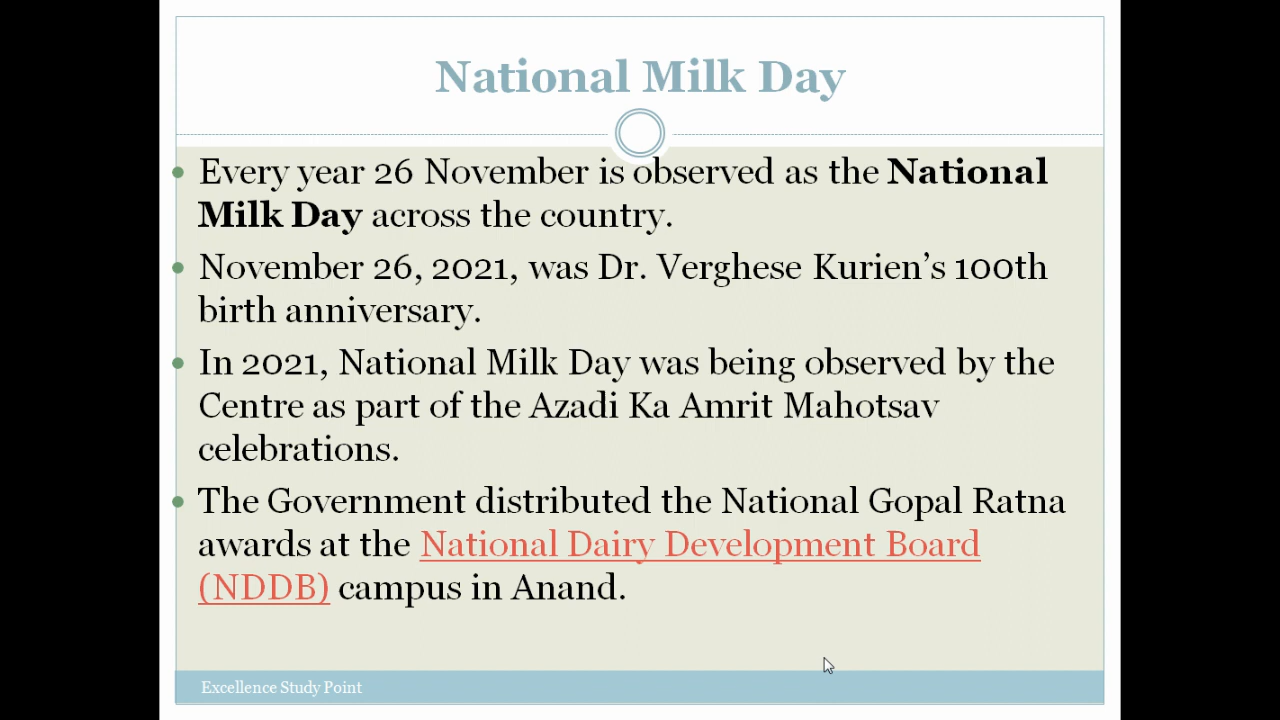 National Milk Day
• Every year 26 November is observed as the National
Milk Day across the country.
• November 26, 2021, was Dr. Verghese Kurien’s 100th
birth anniversary.
• In 2021, National Milk Day was being observed by the
Centre as part of the Azadi Ka Amrit Mahotsav
celebrations.
• The Government distributed the National Gopal Ratna
awards at the National Dairy Development Board
(NDDB) campus in Anand.
Excellence Study Point